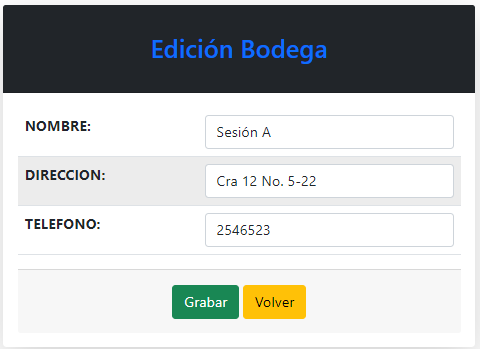 Edición Bodega
NOMBRE: Sesión A
DIRECCION: Cra 12 No. 5-22
TELEFONO: 2546523
Grabar Volver